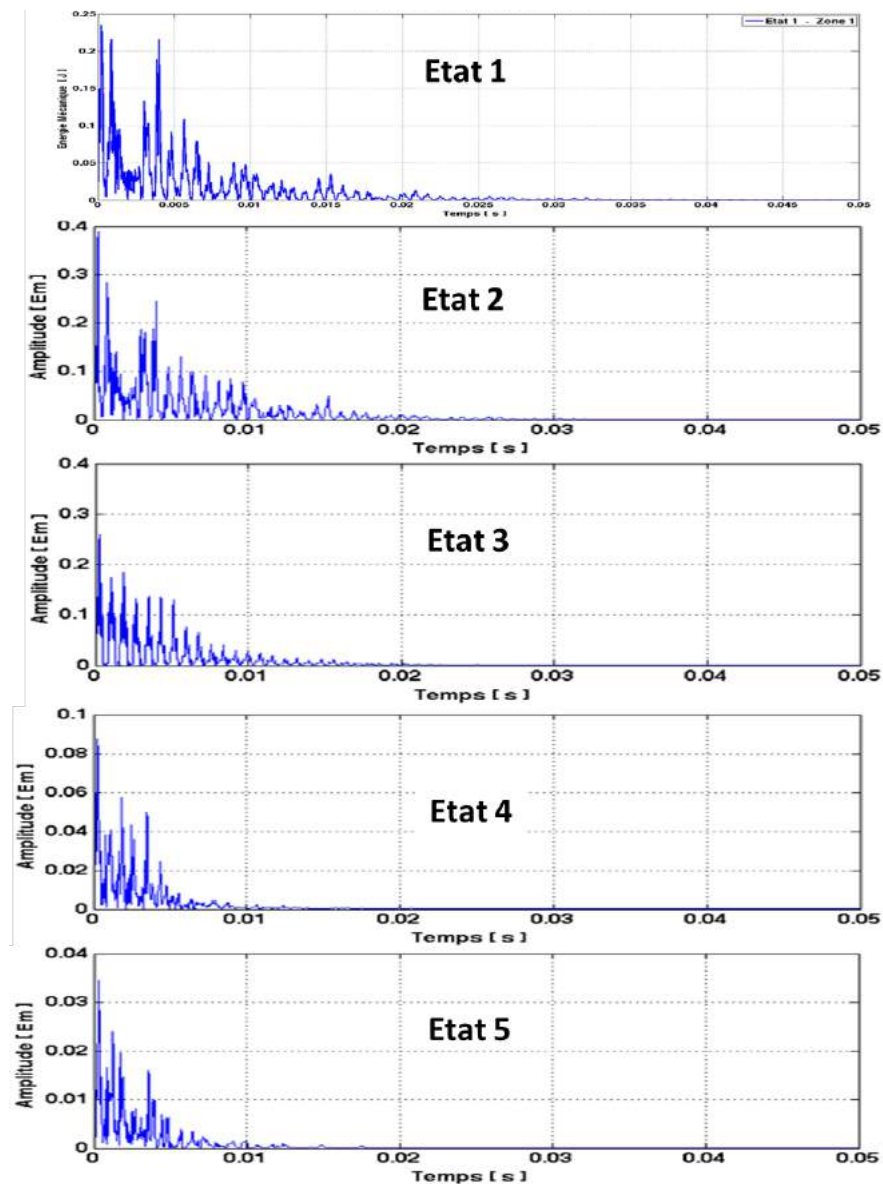 Etat 1 - Zone 1
Etat 1
Energie Mécanique [J]
0.25
0.2
0.15
0.1
0.05
0
0.005 0.01 0.015 0.02 0.025 0.03 0.035 0.04 0.045 0.05
Temps [s]
Etat 2
Amplitude [Em]
0.4
0.3
0.2
0.1
0
0 0.01 0.02 0.03 0.04 0.05
Temps [s]
Etat 3
Amplitude [Em]
0.4
0.3
0.2
0.1
0
0 0.01 0.02 0.03 0.04 0.05
Temps [s]
Etat 4
Amplitude [Em]
0.1
0.08
0.06
0.04
0.02
0
0 0.01 0.02 0.03 0.04 0.05
Temps [s]
Etat 5
Amplitude [Em]
0.04
0.03
0.02
0.01
0
0 0.01 0.02 0.03 0.04 0.05
Temps [s]